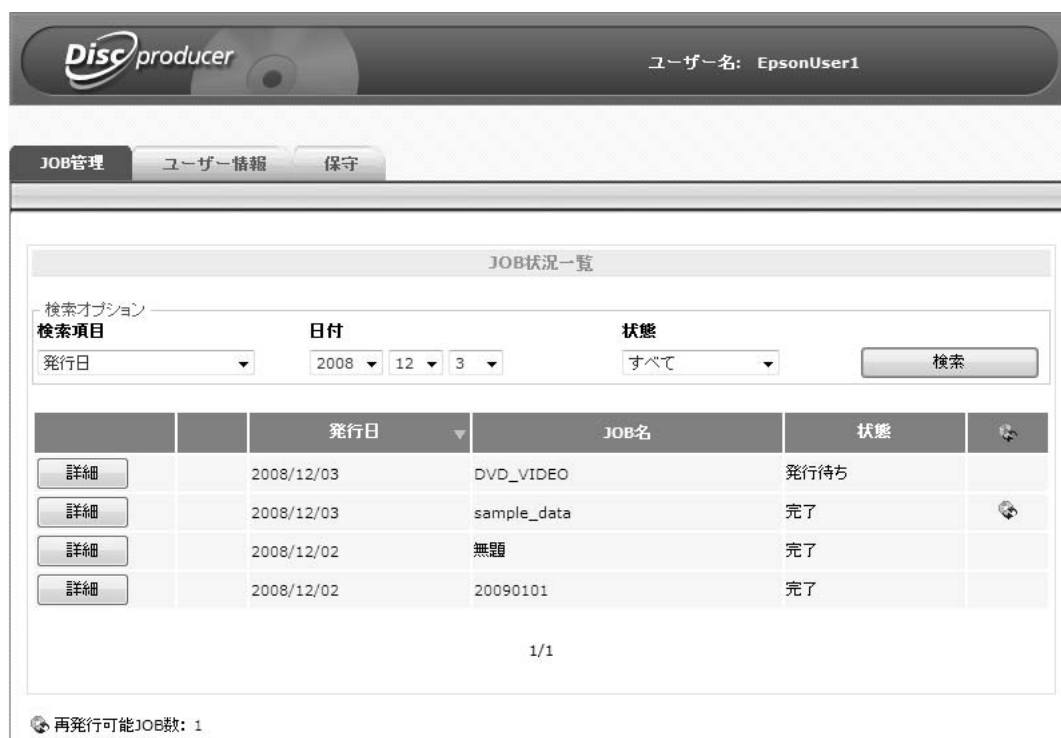 Disc producer
ユーザー名: EpsonUser1
JOB管理 ユーザー情報 保守
JOB状況一覧
検索オプション
検索項目 日付 状態
発行日 2008 12 3 すべて 検索
発行日 JOB名 状態
詳細 2008/12/03 DVD_VIDEO 発行待ち
詳細 2008/12/03 sample_data 完了
詳細 2008/12/02 無題 完了
詳細 2008/12/02 20090101 完了
1/1
再発行可能JOB数: 1